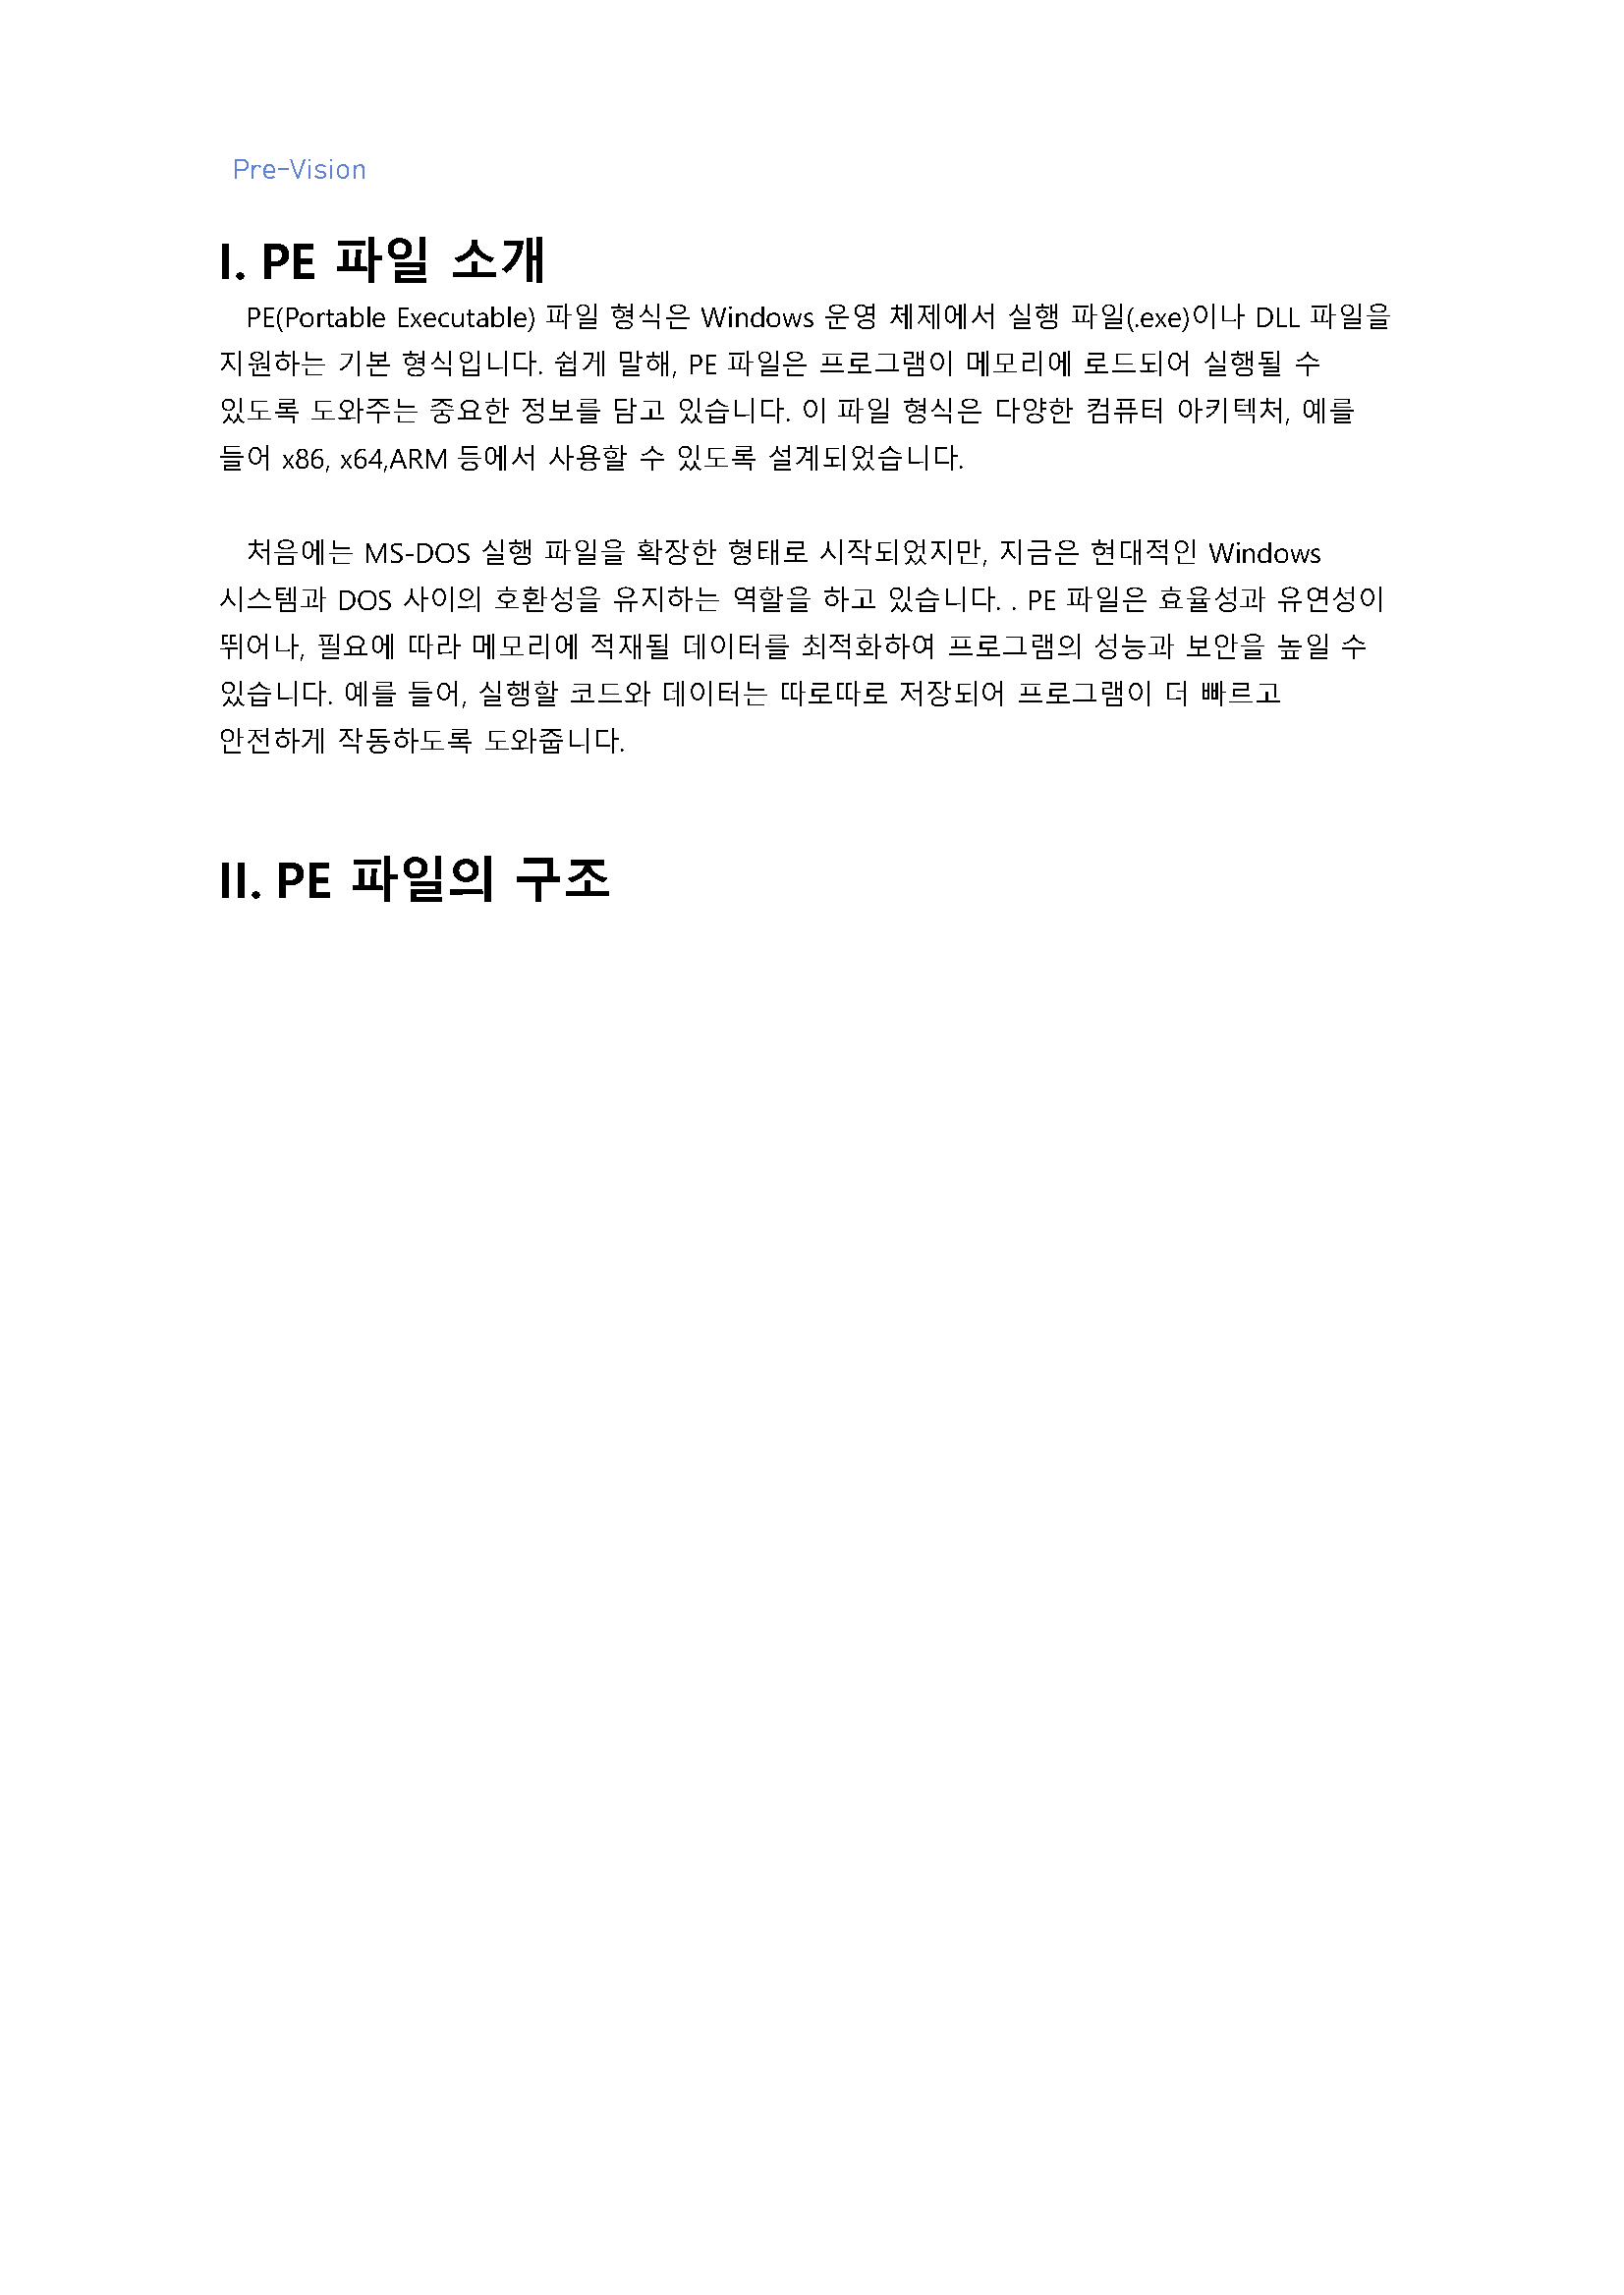 Pre-Vision
I. PE 파일 소개
PE(Portable Executable) 파일 형식은 Windows 운영 체제에서 실행 파일(.exe)이나 DLL 파일을
지원하는 기본 형식입니다. 쉽게 말해, PE 파일은 프로그램이 메모리에 로드되어 실행될 수
있도록 도와주는 중요한 정보를 담고 있습니다. 이 파일 형식은 다양한 컴퓨터 아키텍처, 예를
들어 x86, x64,ARM 등에서 사용할 수 있도록 설계되었습니다.
처음에는 MS-DOS 실행 파일을 확장한 형태로 시작되었지만, 지금은 현대적인 Windows
시스템과 DOS 사이의 호환성을 유지하는 역할을 하고 있습니다. . PE 파일은 효율성과 유연성이
뛰어나, 필요에 따라 메모리에 적재될 데이터를 최적화하여 프로그램의 성능과 보안을 높일 수
있습니다. 예를 들어, 실행할 코드와 데이터는 따로따로 저장되어 프로그램이 더 빠르고
안전하게 작동하도록 도와줍니다.
II. PE 파일의 구조